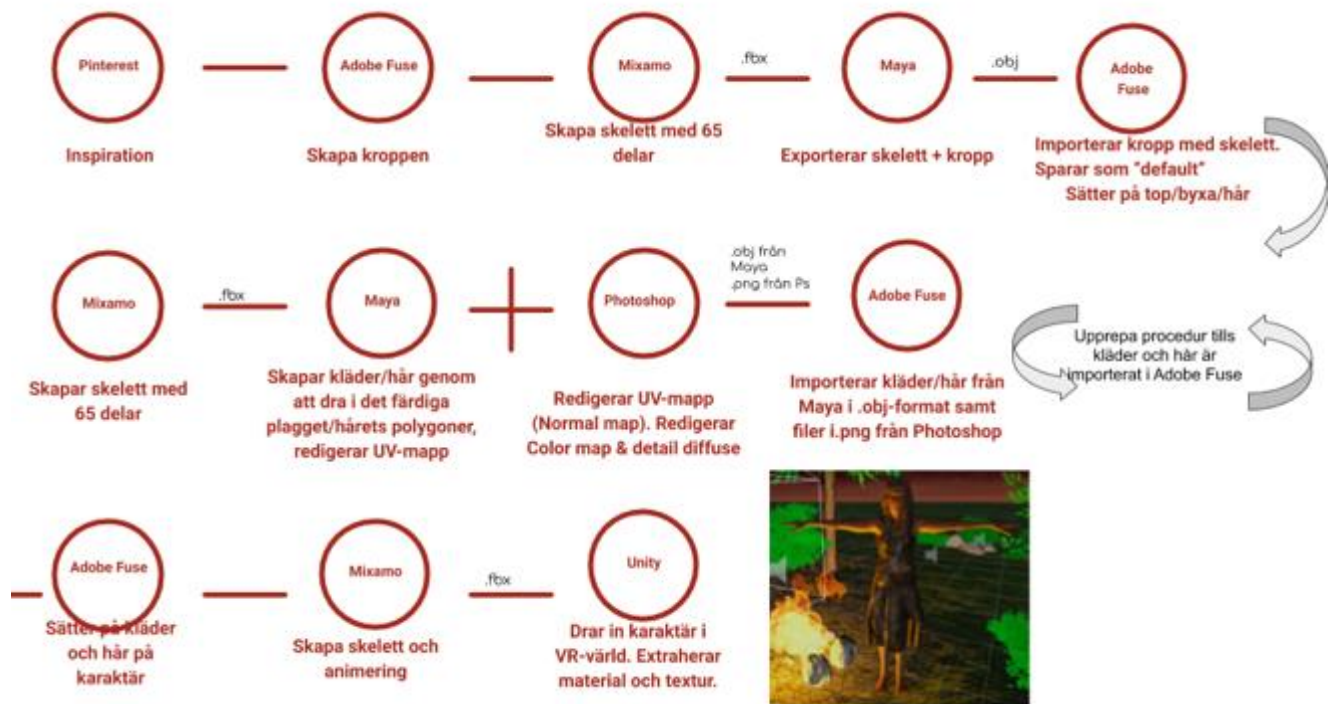 Pinterest
Inspiration
Adobe Fuse
Skapa kroppen
Mixamo
Skapa skelett med 65
delar
.fbx
Maya
Exporterar skelett + kropp
.obj
Adobe
Fuse
Importerar kropp med skelett.
Sparar som "default"
Sätter på top/byxa/hår
Mixamo
Skapar skelett med
65 delar
.fbx
Maya
Skapar kläder/hår genom
att dra i det färdiga
plagget/hårets polygoner,
redigerar UV-mapp
Photoshop
Redigerar UV-mapp
(Normal map). Redigerar
Color map & detail diffuse
.obj från
Maya
.png från Ps
Adobe Fuse
Importerar kläder/hår från
Maya i .obj-format samt
filer i.png från Photoshop
Upprepa procedur tills
kläder och hår är
importerat i Adobe Fuse
Adobe Fuse
Sätter på kläder
och hår på
karaktär
Mixamo
Skapa skelett och
animering
.fbx
Unity
Drar in karaktär i
VR-värld. Extraherar
material och textur.